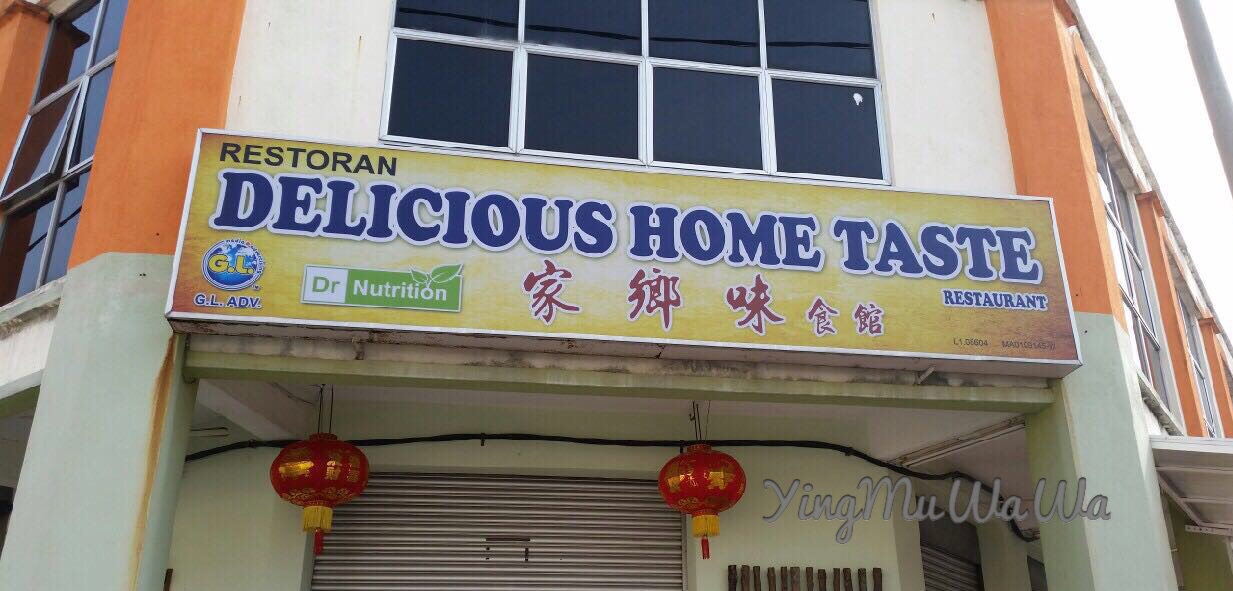 RESTORAN
DELICIOUS HOME TASTE
G.L.
G.L. ADV.
Dr Nutrition
家鄉味食館
RESTAURANT
YingMuWaWa